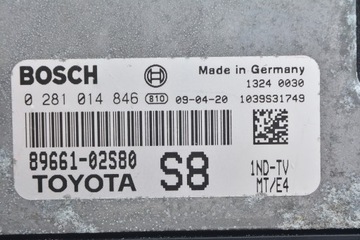 BOSCH Made in Germany
1324 0030
0 281 014 846 810 09-04-20 1039S31749
89661-02S80
TOYOTA S8
1ND-TV
MT/E4